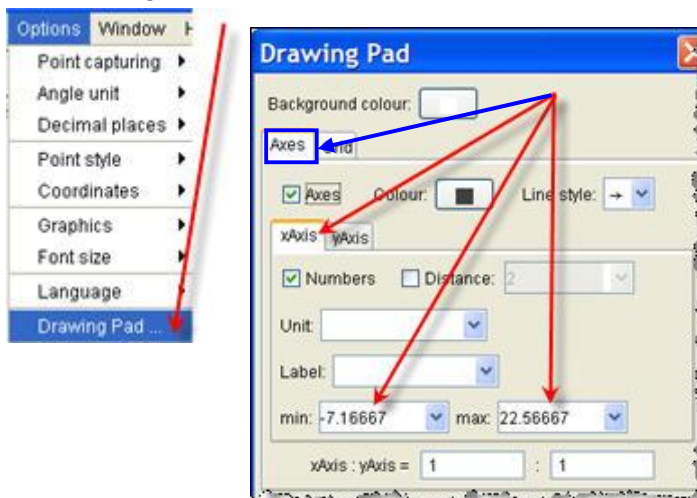 Options Window H
Point capturing
Angle unit
Decimal places
Point style
Coordinates
Graphics
Font size
Language
Drawing Pad ...
Drawing Pad
Background colour:
Axes Grid
Axes Colour: Line style:
xAxis yAxis
Numbers Distance: 2
Unit:
Label:
min: -7.16667 max: 22.56667
xAxis : yAxis = 1 : 1